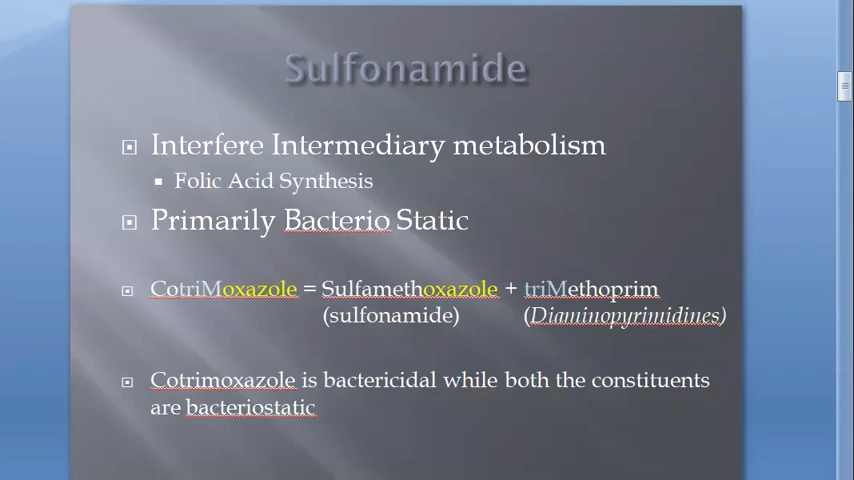 Sulfonamide
Interfere Intermediary metabolism
Folic Acid Synthesis
Primarily Bacterio Static
CotriMoxazole = Sulfamethoxazole + triMethoprim
(sulfonamide) (Diaminopyrimidines)
Cotrimoxazole is bactericidal while both the constituents
are bacteriostatic